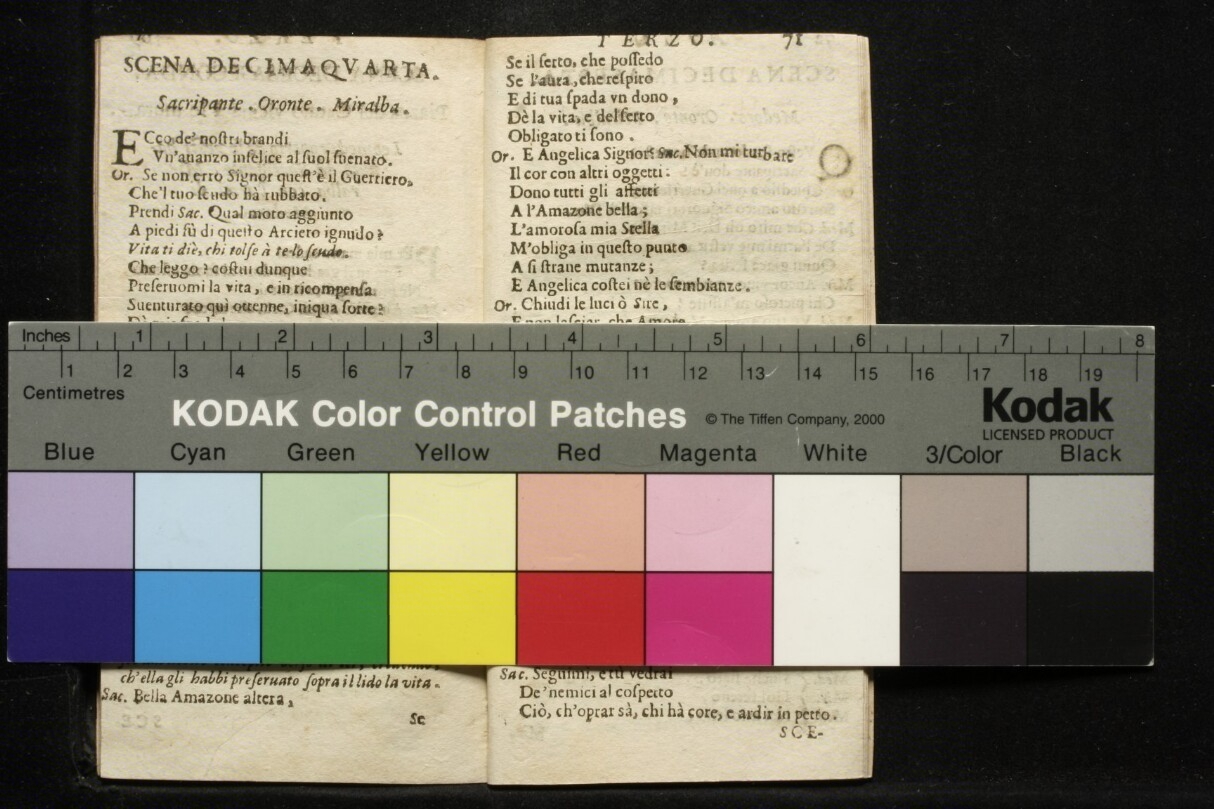 SCENA DECIMAQVARTA.
Sacripante. Oronte. Miralba.
ECco de' nostri brandi
Vn'auanzo infelice al suol suenato.
Or. Se non erro Signor quest'è il Guerriero,
Che'l tuo scudo hà rubbato.
Prendi Sac. Qual moto aggiunto
A piedi sù di questo Arciero ignudo?
Vita ti diè, chi tolse à te lo scudo.
Che leggo? costui dunque
Preseruomi la vita, e in ricompensa
Suenturato quì ottenne, iniqua sorte?
ch'ella gli habbi preseruato sopra il lido la vita.
Sac. Bella Amazone altera,
Se
TERZO. 71
Se il serto, che possedo
Se l'aura, che respiro
E di tua spada vn dono,
Dè la vita, e del serto
Obligato ti sono.
Or. E Angelica Signor? Sac. Non mi turbare
Il cor con altri oggetti:
Dono tutti gli affetti
A l'Amazone bella;
L'amorosa mia Stella
M'obliga in questo punto
A si strane mutanze;
E Angelica costei nè le sembianze.
Or. Chiudi le luci ò Sire,
E non lasciar, che Amore
Sac. Seguimi, e tù vedrai
De'nemici al cospetto
Ciò, ch'oprar sà, chi hà core, e ardir in petto.
SCE-
Inches 1 2 3 4 5 6 7 8
1 2 3 4 5 6 7 8 9 10 11 12 13 14 15 16 17 18 19
Centimetres
KODAK Color Control Patches © The Tiffen Company, 2000 Kodak
LICENSED PRODUCT
Blue Cyan Green Yellow Red Magenta White 3/Color Black